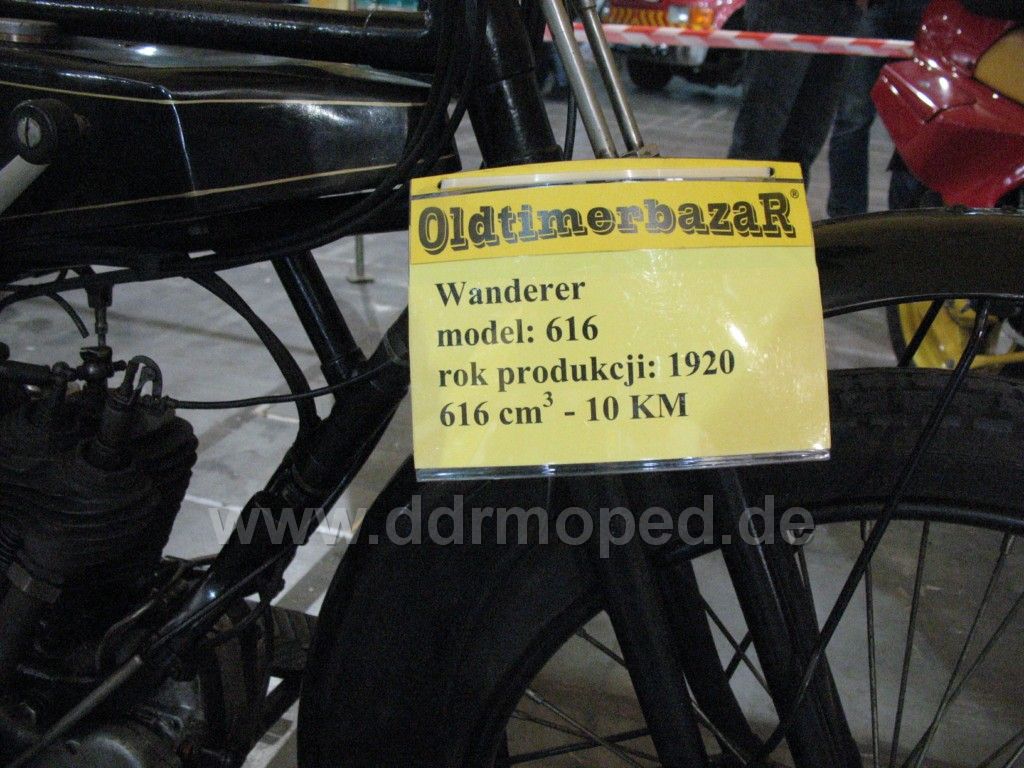 OldtimerbazaR®
Wanderer
model: 616
rok produkcji: 1920
616 cm³ - 10 KM
www.ddrmoped.de